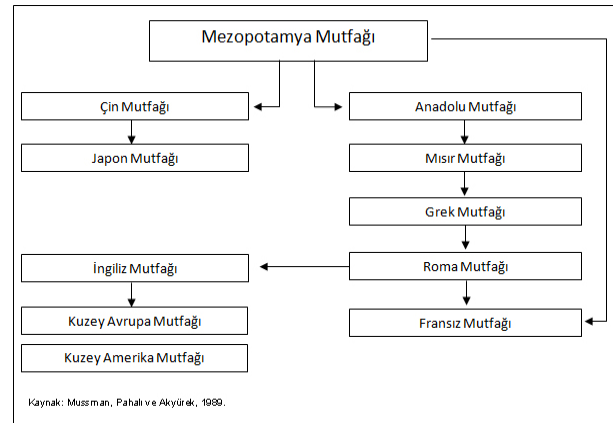 Mezopotamya Mutfağı
Çin Mutfağı
Anadolu Mutfağı
Japon Mutfağı
Mısır Mutfağı
Grek Mutfağı
İngiliz Mutfağı
Roma Mutfağı
Kuzey Avrupa Mutfağı
Fransız Mutfağı
Kuzey Amerika Mutfağı
Kaynak: Mussman, Pahalı ve Akyürek, 1989.